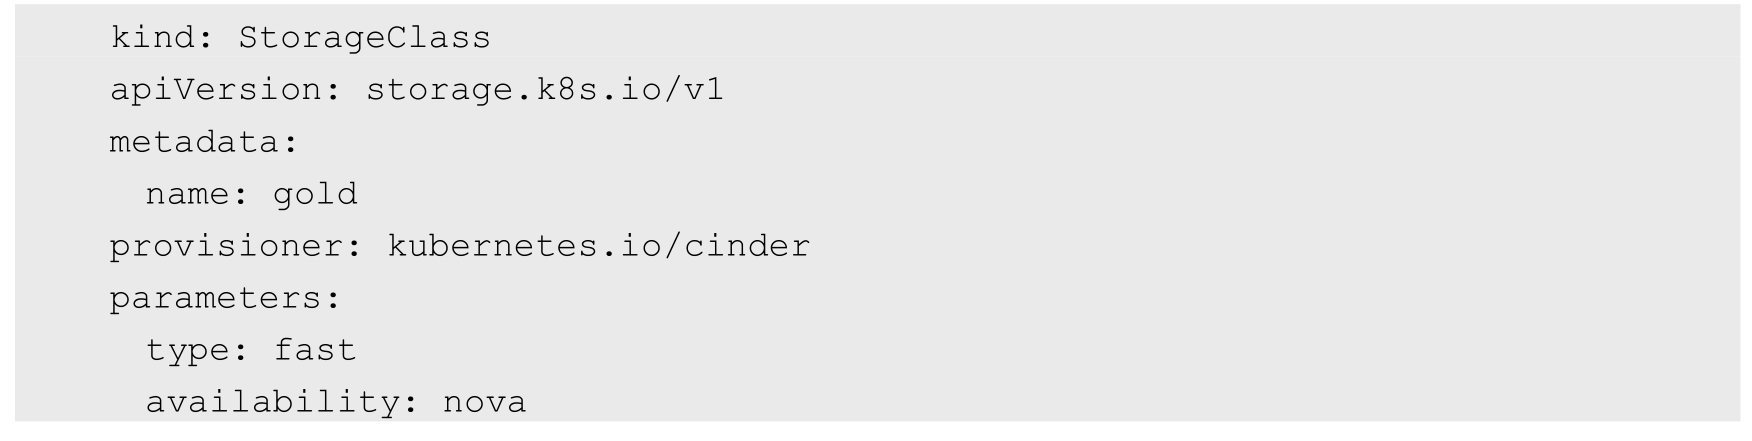 kind: StorageClass
apiVersion: storage.k8s.io/v1
metadata:
  name: gold
provisioner: kubernetes.io/cinder
parameters:
  type: fast
  availability: nova